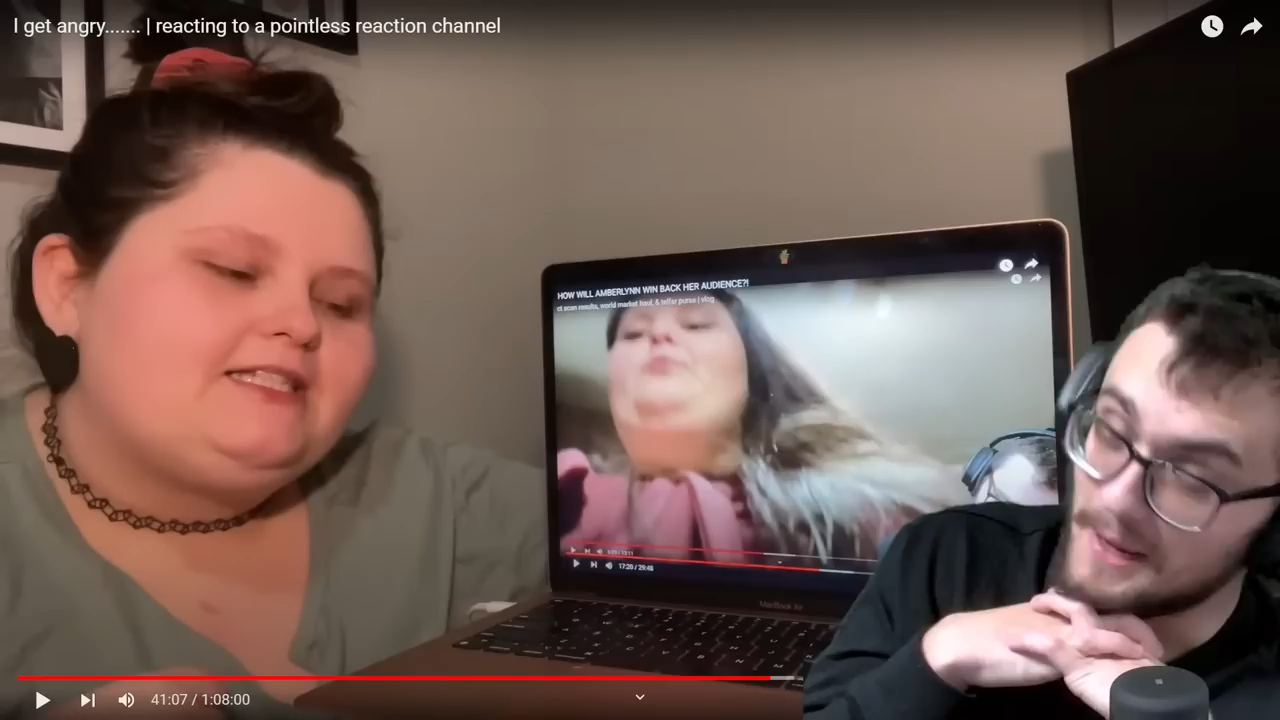 I get angry....... | reacting to a pointless reaction channel
HOW WILL AMBERLYNN WIN BACK HER AUDIENCE?!
ct scan results, world market haul, & telfar purse | vlog
17:20 / 29:48
MacBook Air
41:07 / 1:08:00